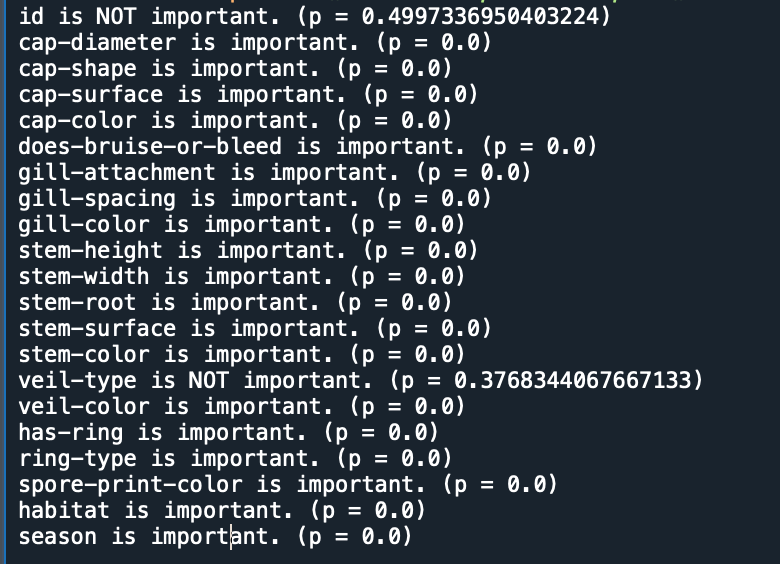 id is NOT important. (p = 0.4997336950403224)
cap-diameter is important. (p = 0.0)
cap-shape is important. (p = 0.0)
cap-surface is important. (p = 0.0)
cap-color is important. (p = 0.0)
does-bruise-or-bleed is important. (p = 0.0)
gill-attachment is important. (p = 0.0)
gill-spacing is important. (p = 0.0)
gill-color is important. (p = 0.0)
stem-height is important. (p = 0.0)
stem-width is important. (p = 0.0)
stem-root is important. (p = 0.0)
stem-surface is important. (p = 0.0)
stem-color is important. (p = 0.0)
veil-type is NOT important. (p = 0.3768344067667133)
veil-color is important. (p = 0.0)
has-ring is important. (p = 0.0)
ring-type is important. (p = 0.0)
spore-print-color is important. (p = 0.0)
habitat is important. (p = 0.0)
season is important. (p = 0.0)